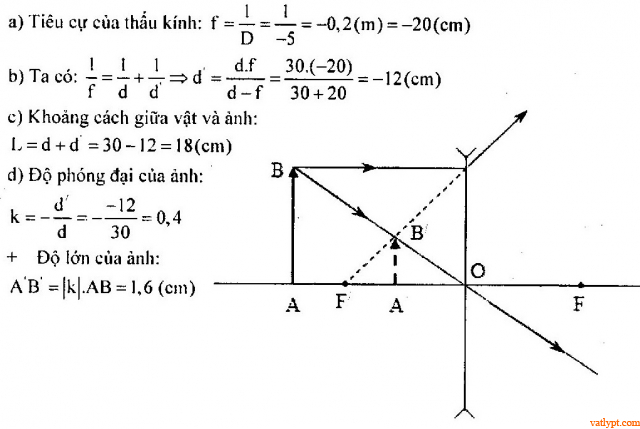 a) Tiêu cự của thấu kính: f = 1/D = 1/-5 = -0,2(m) = -20(cm)
b) Ta có: 1/f = 1/d + 1/d' ⇒ d' = d.f/d-f = 30.(-20)/30+20 = -12(cm)
c) Khoảng cách giữa vật và ảnh:
L = d + d' = 30 - 12 = 18(cm)
d) Độ phóng đại của ảnh:
k = -d'/d = --12/30 = 0,4
+ Độ lớn của ảnh:
A'B' = |k|.AB = 1,6 (cm)
B
B'
O
A
F
A
F
vatlypt.com